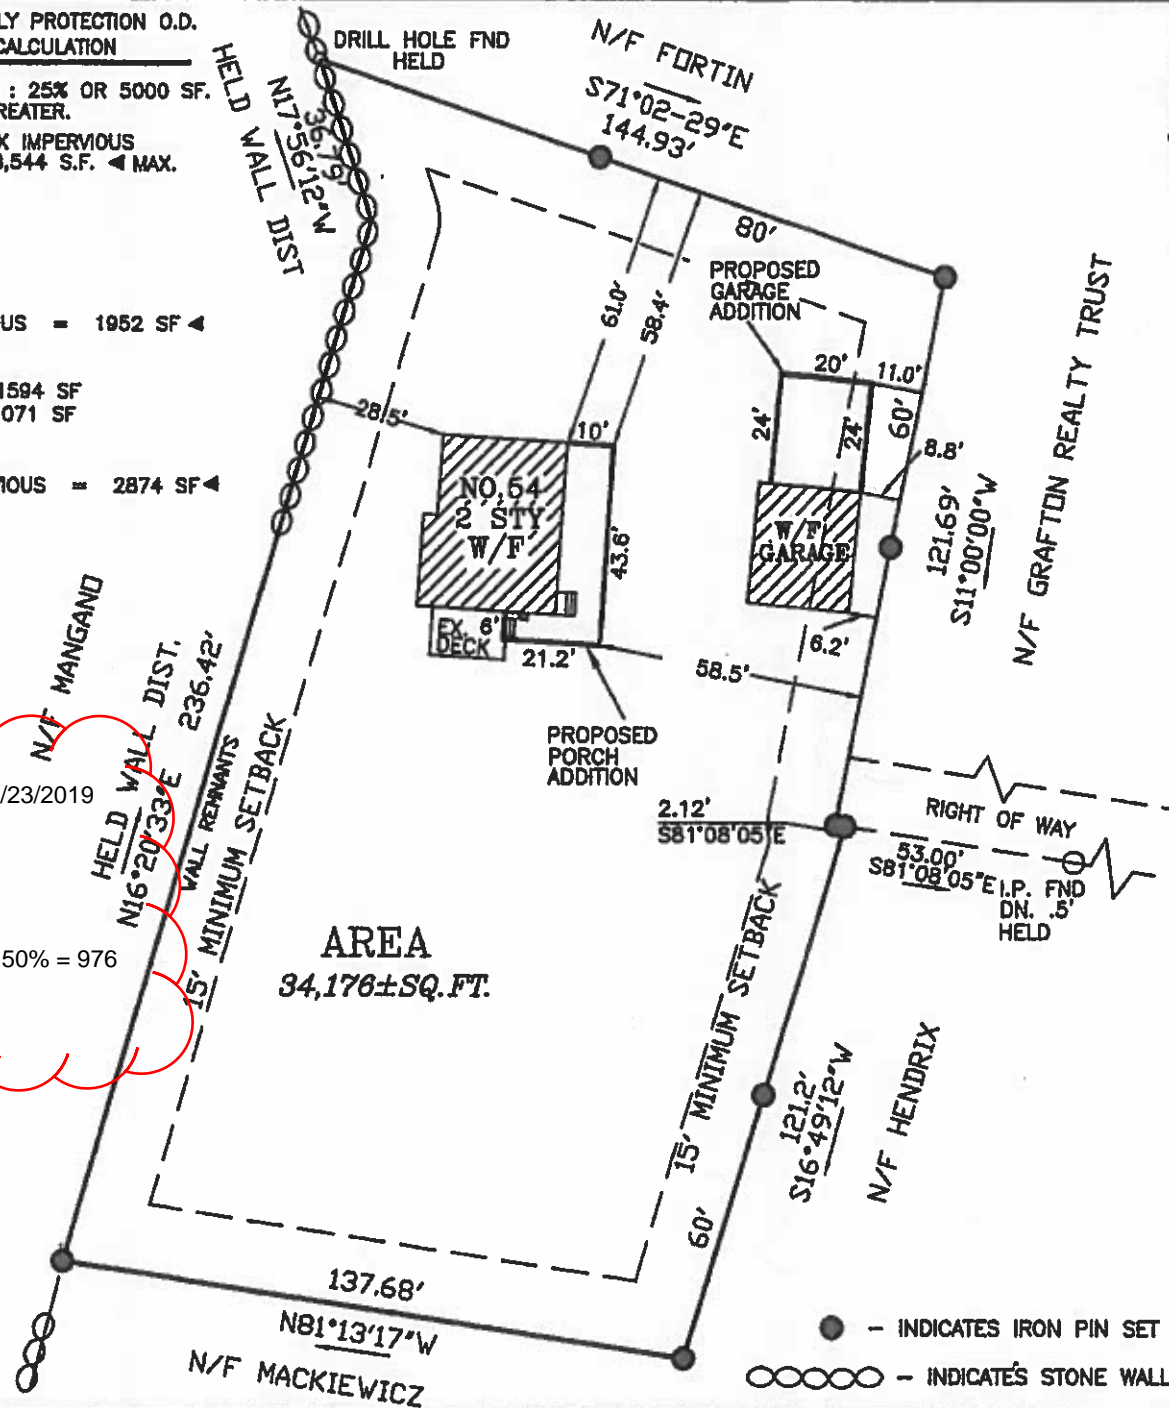 LY PROTECTION O.D.
CALCULATION
: 25% OR 5000 SF.
REATER.
X IMPERVIOUS
,544 S.F. ◄ MAX.
US = 1952 SF ◄
1594 SF
071 SF
IOUS = 2874 SF ◄
DRILL HOLE FND
HELD
N/F FORTIN
S71°02-29"E
144.93'
80'
HELD WALL DIST
N17°56'12"W
36.79'
61.0'
58.4'
PROPOSED
GARAGE
ADDITION
20'
11.0'
24'
24'
60'
8.8'
28.5'
10'
NO.54
2 STY
W/F
43.6'
W/F
GARAGE
121.69'
S11°00'00"W
N/F GRAFTON REALTY TRUST
EX.
DECK
6'
21.2'
6.2'
58.5'
PROPOSED
PORCH
ADDITION
N/F MANGANO
HELD WALL DIST.
N16°20'33"E 236.42'
WALL REMNANTS
15' MINIMUM SETBACK
/23/2019
50% = 976
2.12'
S81°08'05"E
RIGHT OF WAY
53.00'
S81°08'05"E
I.P. FND
DN. .5'
HELD
AREA
34,176±SQ.FT.
15' MINIMUM SETBACK
121.2'
S16°49'12"W
N/F HENDRIX
60'
137.68'
N81°13'17"W
N/F MACKIEWICZ
– INDICATES IRON PIN SET
– INDICATE'S STONE WALL